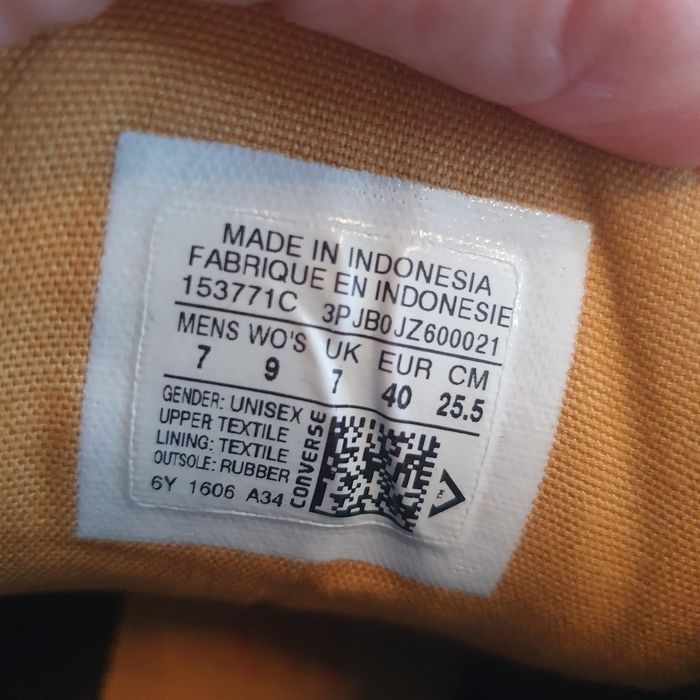 MADE IN INDONESIA
FABRIQUE EN INDONESIE
153771C 3PJB0JZ600021
MENS WO'S UK EUR CM
7 9 7 40 25.5
GENDER: UNISEX
UPPER TEXTILE
LINING: TEXTILE
OUTSOLE: RUBBER
6Y 1606 A34
CONVERSE